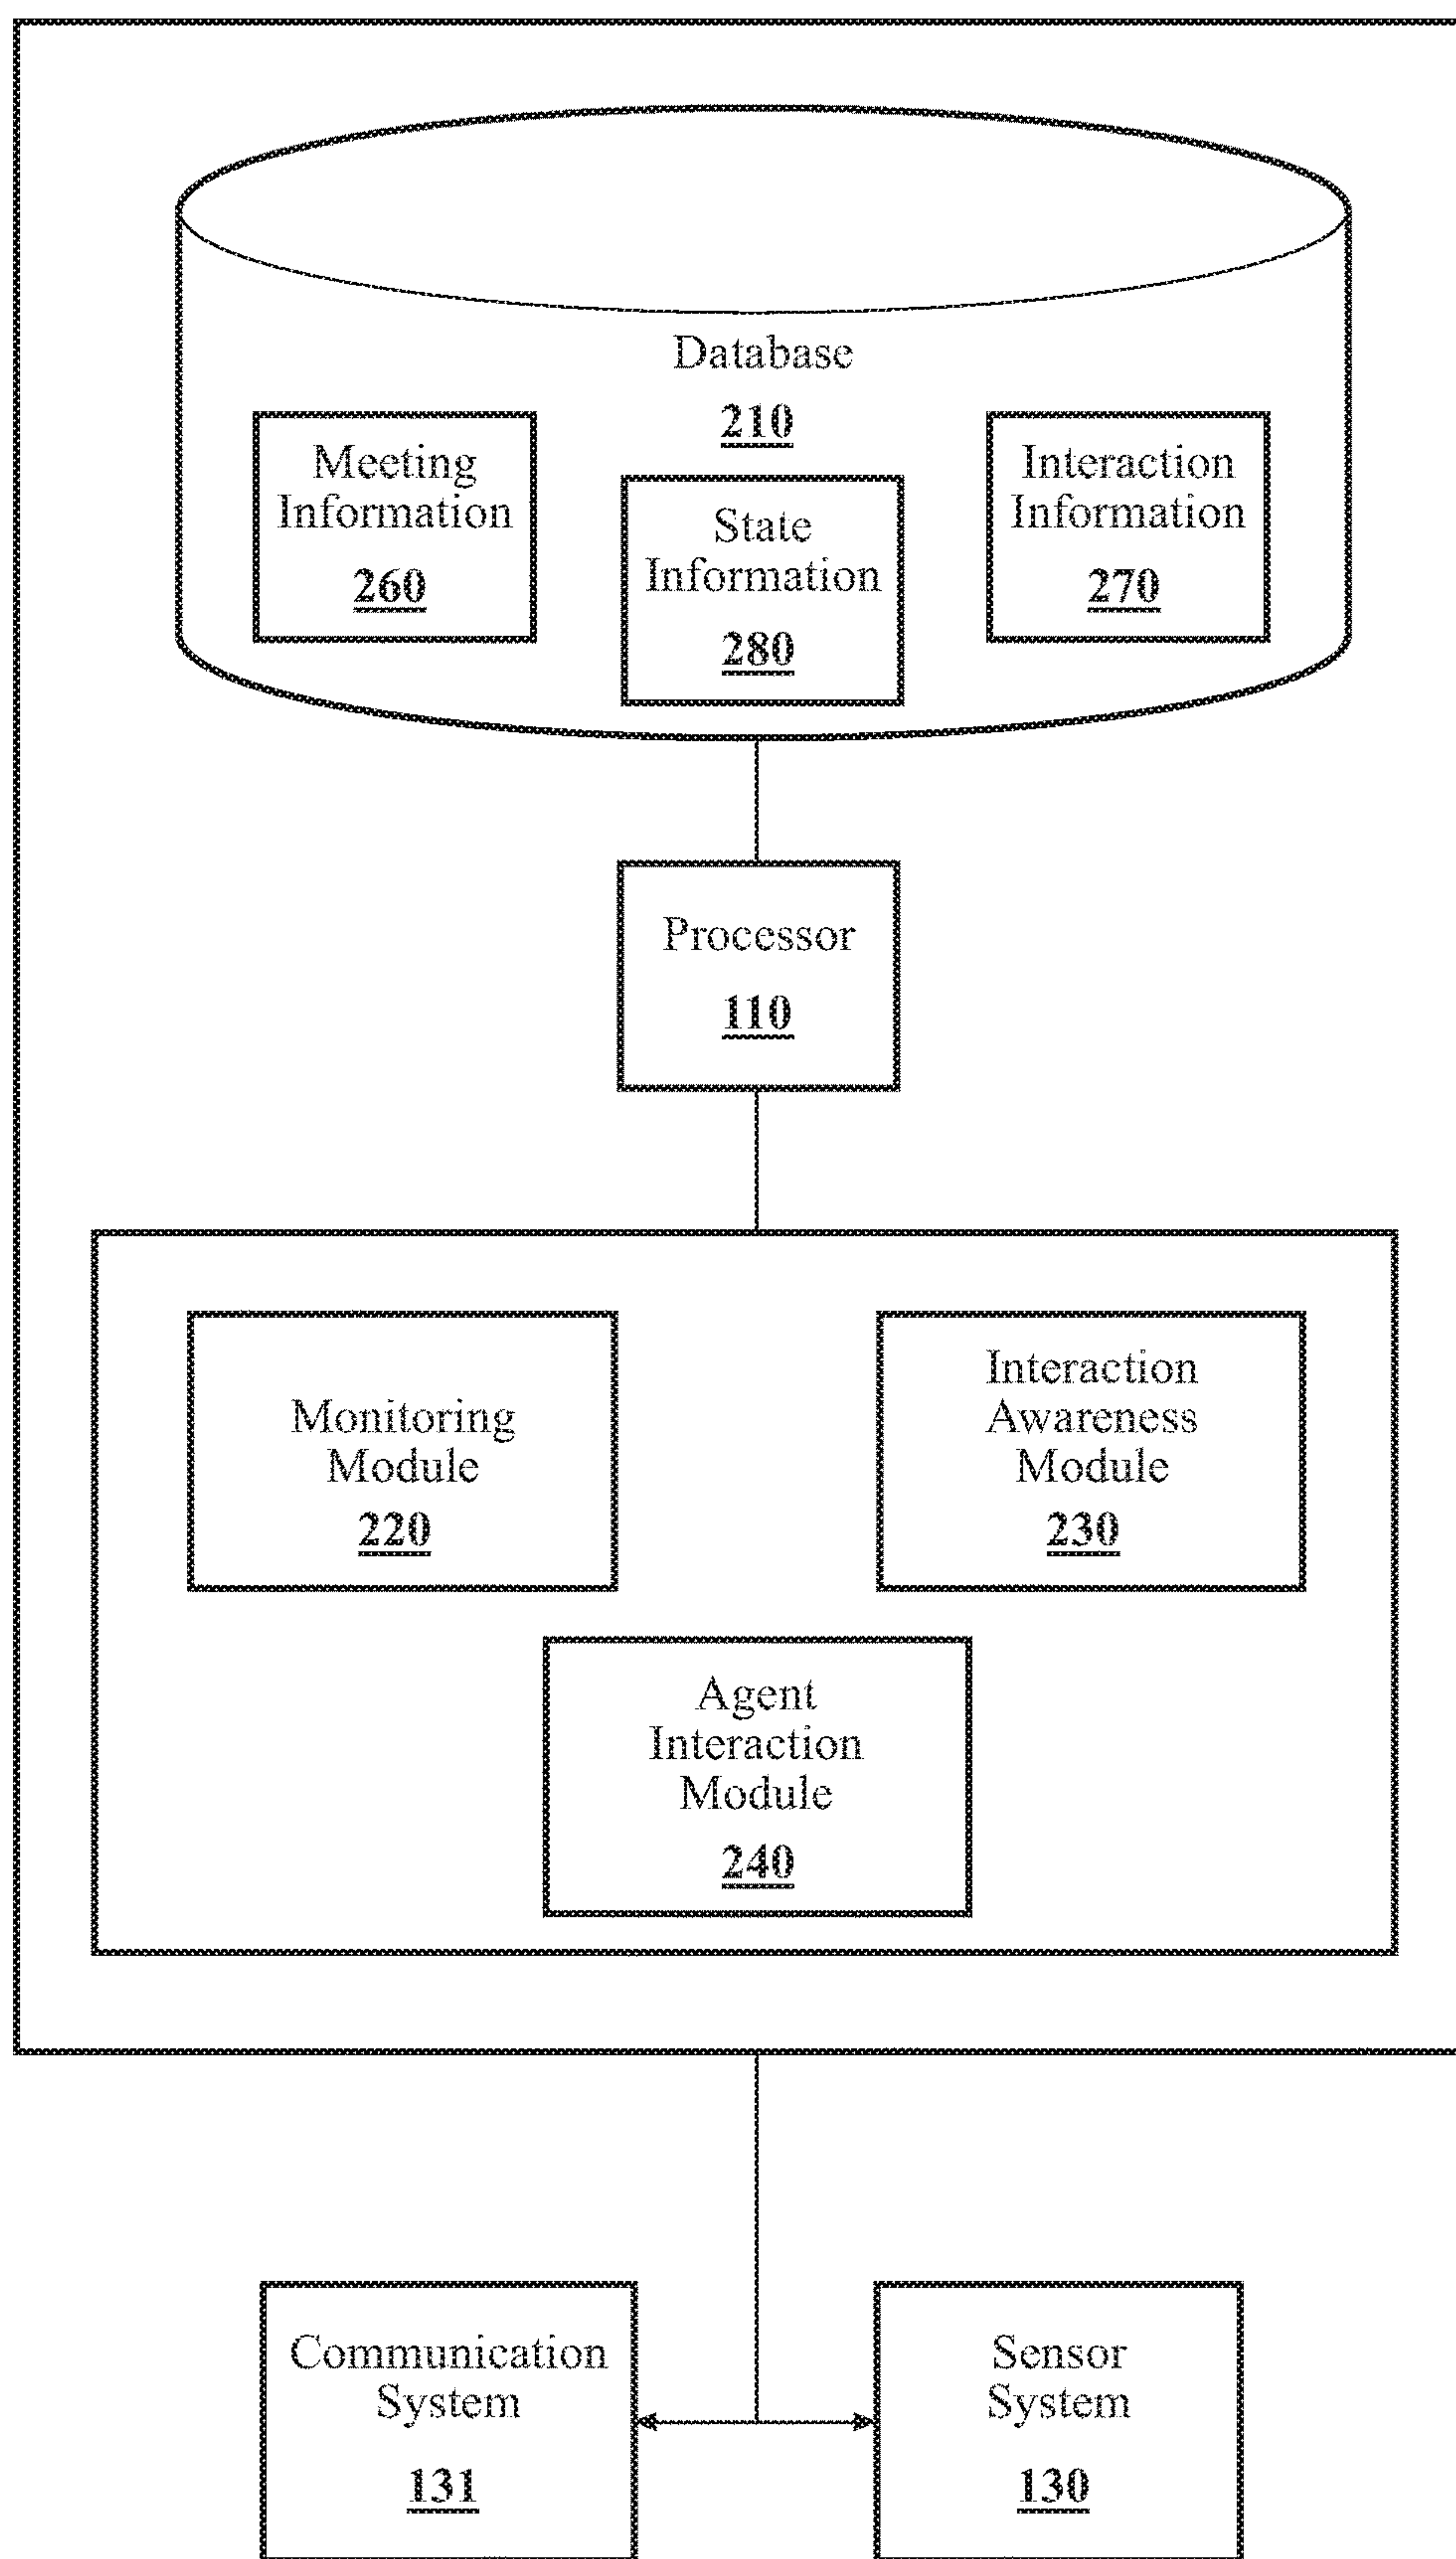 Database
210
Meeting
Information
260
State
Information
280
Interaction
Information
270
Processor
110
Monitoring
Module
220
Interaction
Awareness
Module
230
Agent
Interaction
Module
240
Communication
System
131
Sensor
System
130